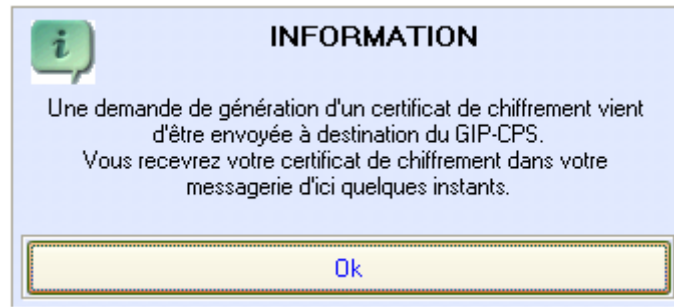 INFORMATION
Une demande de génération d'un certificat de chiffrement vient
d'être envoyée à destination du GIP-CPS.
Vous recevrez votre certificat de chiffrement dans votre
messagerie d'ici quelques instants.
Ok